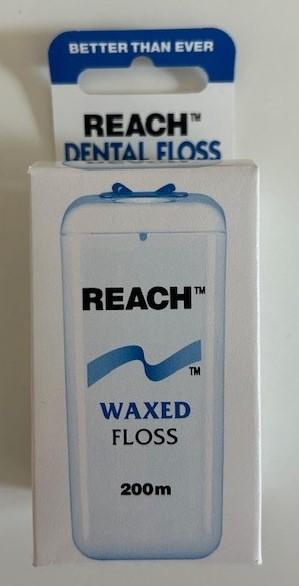 BETTER THAN EVER
REACH™
DENTAL FLOSS
REACH™
™
WAXED
FLOSS
200m